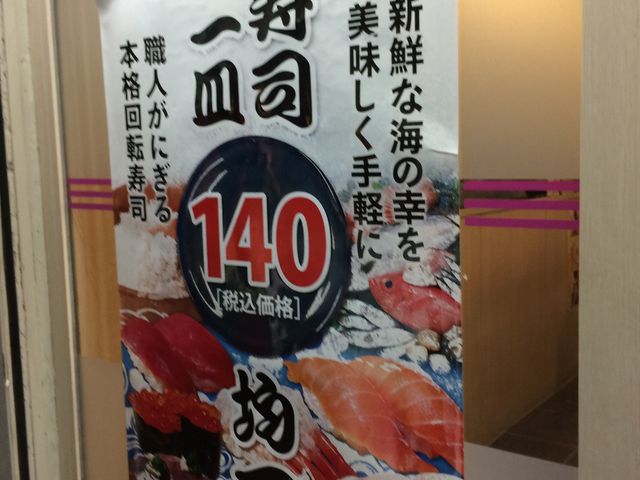 新鮮な海の幸を
美味しく手軽に
寿司
一皿
職人がにぎる
本格回転寿司
140
[税込価格]